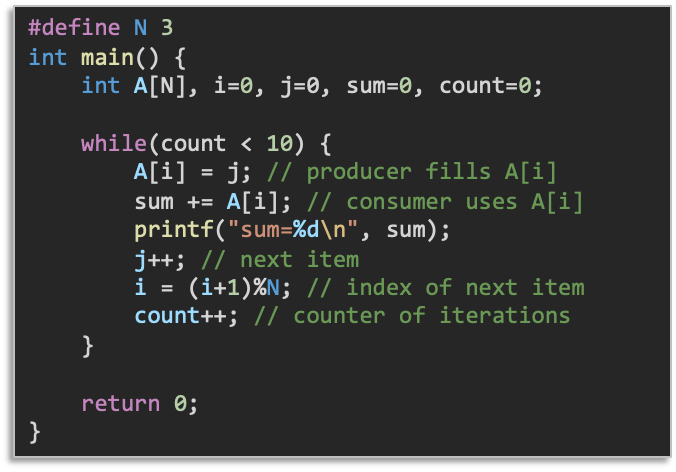 #define N 3
int main() {
    int A[N], i=0, j=0, sum=0, count=0;

    while(count < 10) {
        A[i] = j; // producer fills A[i]
        sum += A[i]; // consumer uses A[i]
        printf("sum=%d\n", sum);
        j++; // next item
        i = (i+1)%N; // index of next item
        count++; // counter of iterations
    }

    return 0;
}